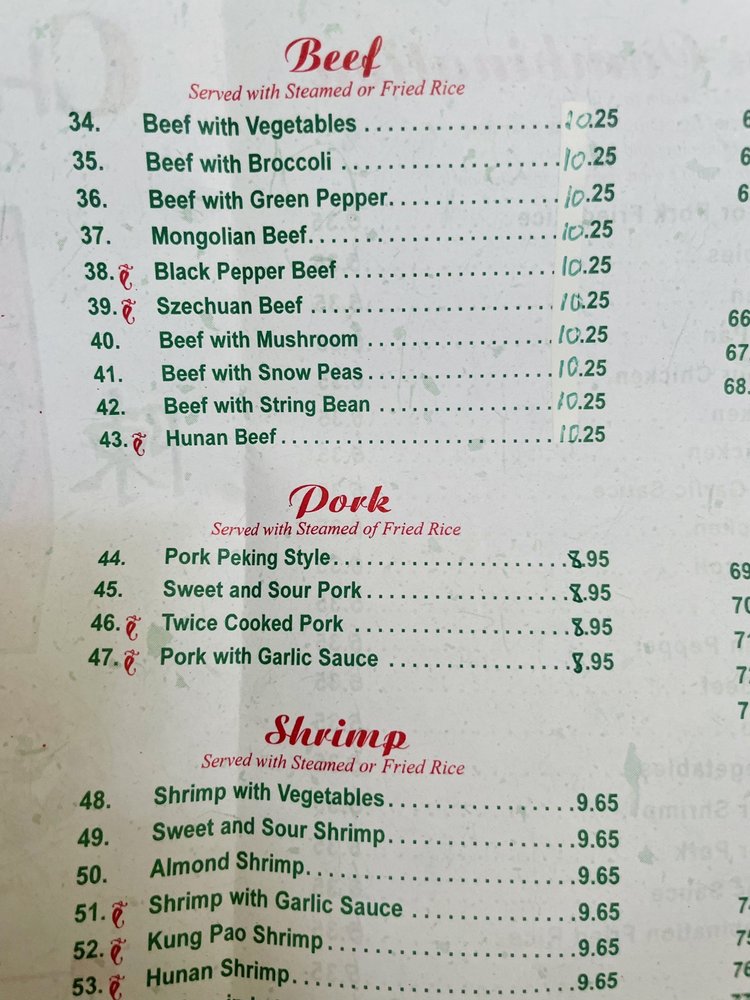 Beef
Served with Steamed or Fried Rice
34. Beef with Vegetables . . . . . . . . . . . . . . . . . . 10.25
35. Beef with Broccoli . . . . . . . . . . . . . . . . . . . . 10.25
36. Beef with Green Pepper. . . . . . . . . . . . . . . . 10.25
37. Mongolian Beef. . . . . . . . . . . . . . . . . . . . . . . 10.25
38. Black Pepper Beef . . . . . . . . . . . . . . . . . . . . 10.25
39. Szechuan Beef . . . . . . . . . . . . . . . . . . . . . . . 10.25
40. Beef with Mushroom . . . . . . . . . . . . . . . . . . 10.25
41. Beef with Snow Peas . . . . . . . . . . . . . . . . . . 10.25
42. Beef with String Bean . . . . . . . . . . . . . . . . . 10.25
43. Hunan Beef . . . . . . . . . . . . . . . . . . . . . . . . . 10.25
Pork
Served with Steamed of Fried Rice
44. Pork Peking Style. . . . . . . . . . . . . . . . . . . . . . 8.95
45. Sweet and Sour Pork. . . . . . . . . . . . . . . . . . . 8.95
46. Twice Cooked Pork . . . . . . . . . . . . . . . . . . . . 8.95
47. Pork with Garlic Sauce . . . . . . . . . . . . . . . . . 8.95
Shrimp
Served with Steamed or Fried Rice
48. Shrimp with Vegetables. . . . . . . . . . . . . . . . . 9.65
49. Sweet and Sour Shrimp. . . . . . . . . . . . . . . . . 9.65
50. Almond Shrimp. . . . . . . . . . . . . . . . . . . . . . . . 9.65
51. Shrimp with Garlic Sauce . . . . . . . . . . . . . . . 9.65
52. Kung Pao Shrimp . . . . . . . . . . . . . . . . . . . . . . 9.65
53. Hunan Shrimp. . . . . . . . . . . . . . . . . . . . . . . . . 9.65
66
67
68.
69
70